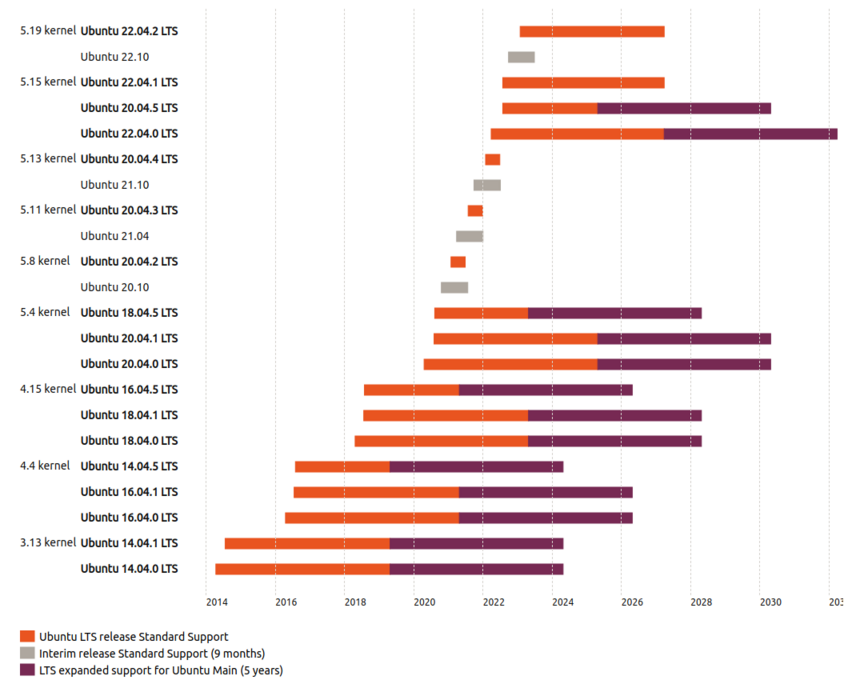 5.19 kernel Ubuntu 22.04.2 LTS
Ubuntu 22.10
5.15 kernel Ubuntu 22.04.1 LTS
Ubuntu 20.04.5 LTS
Ubuntu 22.04.0 LTS
5.13 kernel Ubuntu 20.04.4 LTS
Ubuntu 21.10
5.11 kernel Ubuntu 20.04.3 LTS
Ubuntu 21.04
5.8 kernel Ubuntu 20.04.2 LTS
Ubuntu 20.10
5.4 kernel Ubuntu 18.04.5 LTS
Ubuntu 20.04.1 LTS
Ubuntu 20.04.0 LTS
4.15 kernel Ubuntu 16.04.5 LTS
Ubuntu 18.04.1 LTS
Ubuntu 18.04.0 LTS
4.4 kernel Ubuntu 14.04.5 LTS
Ubuntu 16.04.1 LTS
Ubuntu 16.04.0 LTS
3.13 kernel Ubuntu 14.04.1 LTS
Ubuntu 14.04.0 LTS
2014 2016 2018 2020 2022 2024 2026 2028 2030
Ubuntu LTS release Standard Support
Interim release Standard Support (9 months)
LTS expanded support for Ubuntu Main (5 years)